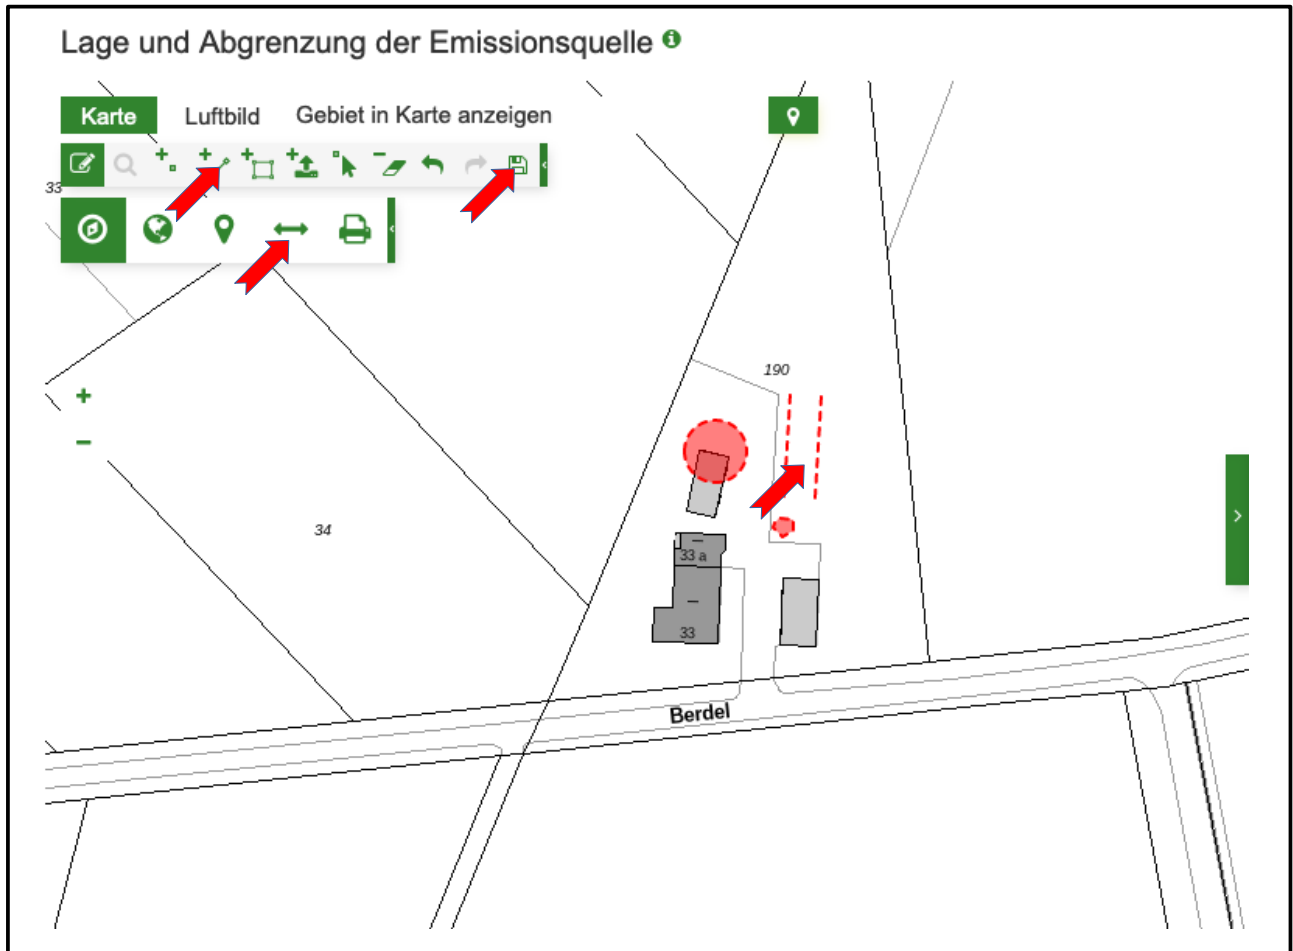 Lage und Abgrenzung der Emissionsquelle
Karte Luftbild Gebiet in Karte anzeigen
33
190
34
33 a
33
Berdel